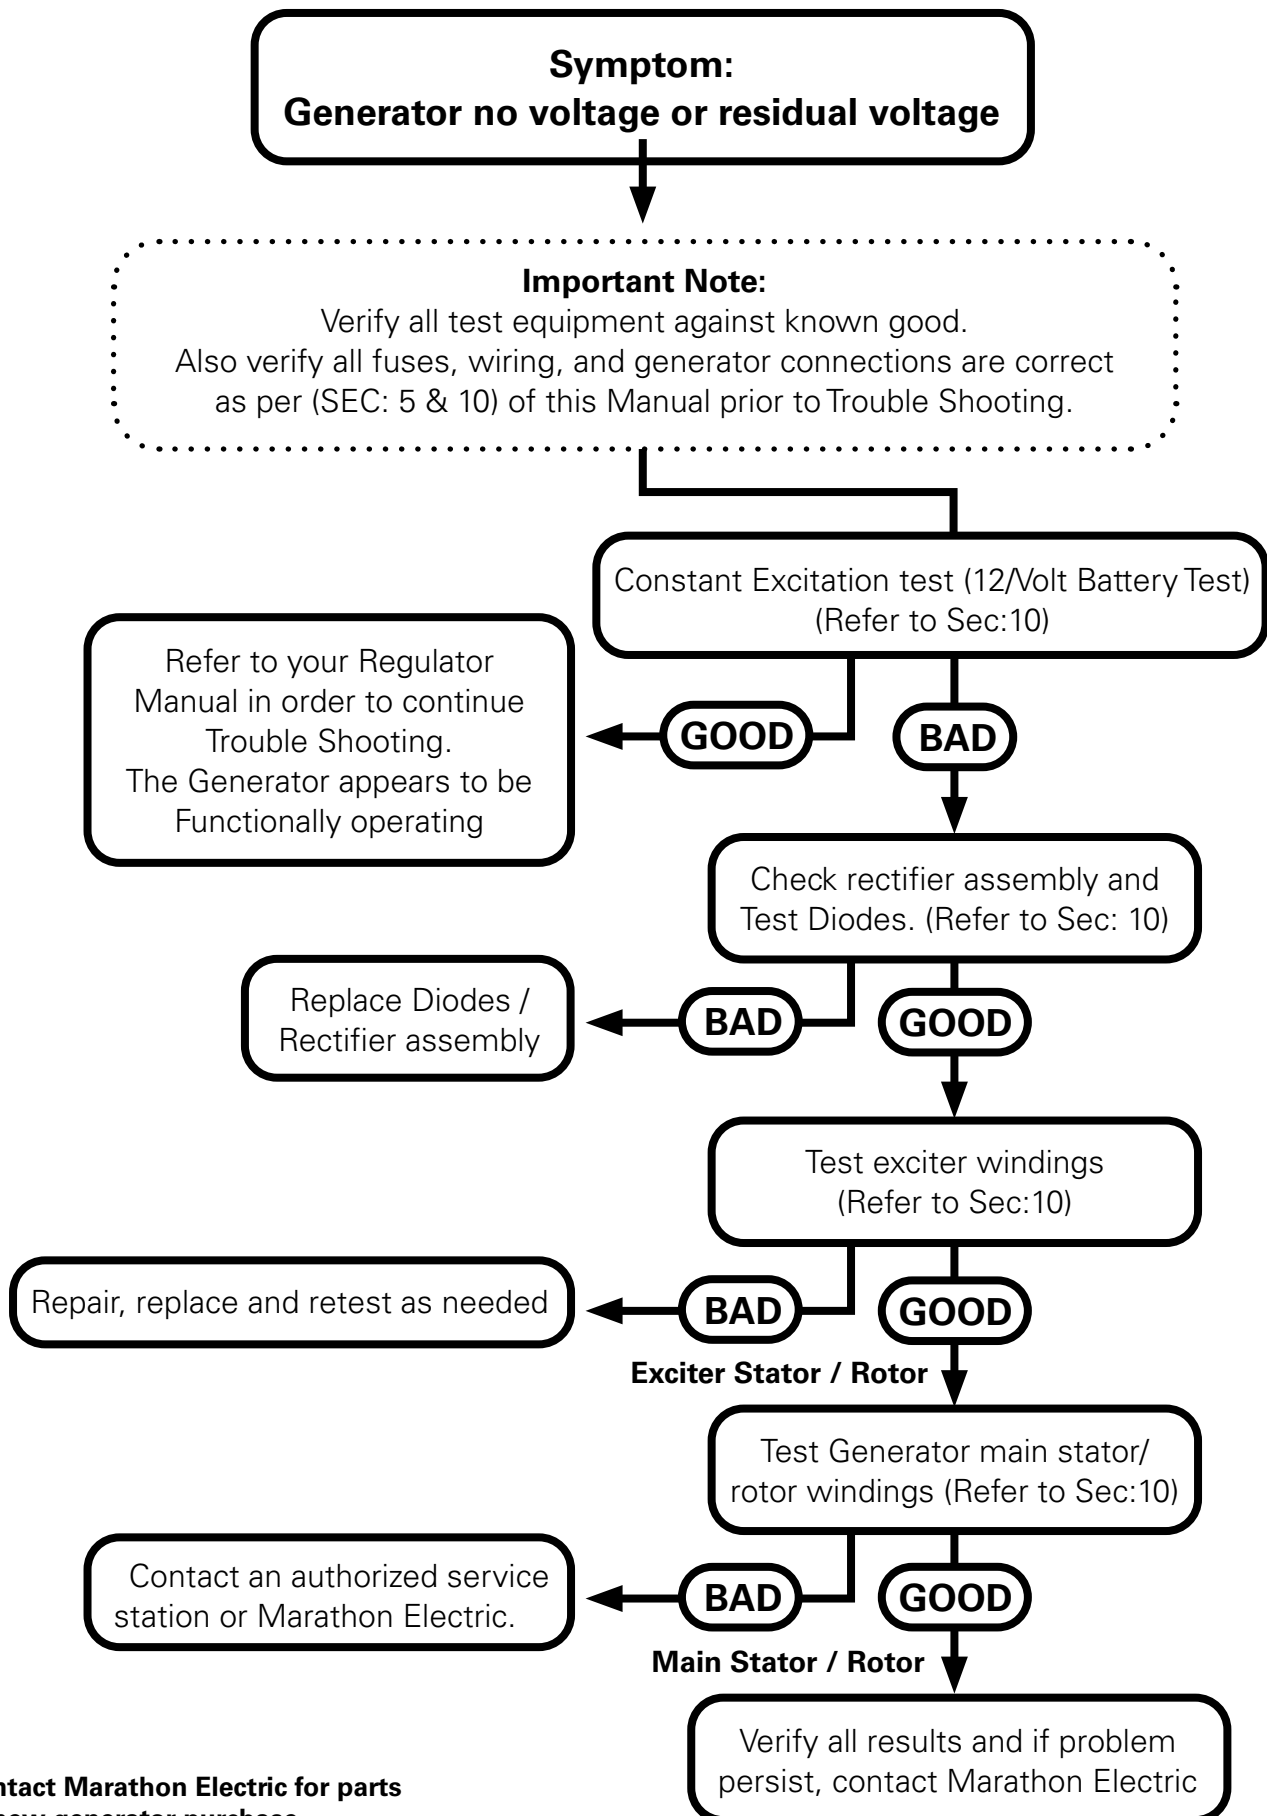 Symptom:
Generator no voltage or residual voltage
Important Note:
Verify all test equipment against known good.
Also verify all fuses, wiring, and generator connections are correct
as per (SEC: 5 & 10) of this Manual prior to Trouble Shooting.
Constant Excitation test (12/Volt Battery Test)
(Refer to Sec:10)
Refer to your Regulator
Manual in order to continue
Trouble Shooting.
The Generator appears to be
Functionally operating
GOOD
BAD
Check rectifier assembly and
Test Diodes. (Refer to Sec: 10)
Replace Diodes /
Rectifier assembly
BAD
GOOD
Test exciter windings
(Refer to Sec:10)
Repair, replace and retest as needed
BAD
GOOD
Exciter Stator / Rotor
Test Generator main stator/
rotor windings (Refer to Sec:10)
Contact an authorized service
station or Marathon Electric.
BAD
GOOD
Main Stator / Rotor
Verify all results and if problem
persist, contact Marathon Electric
ntact Marathon Electric for parts
new generator purchase